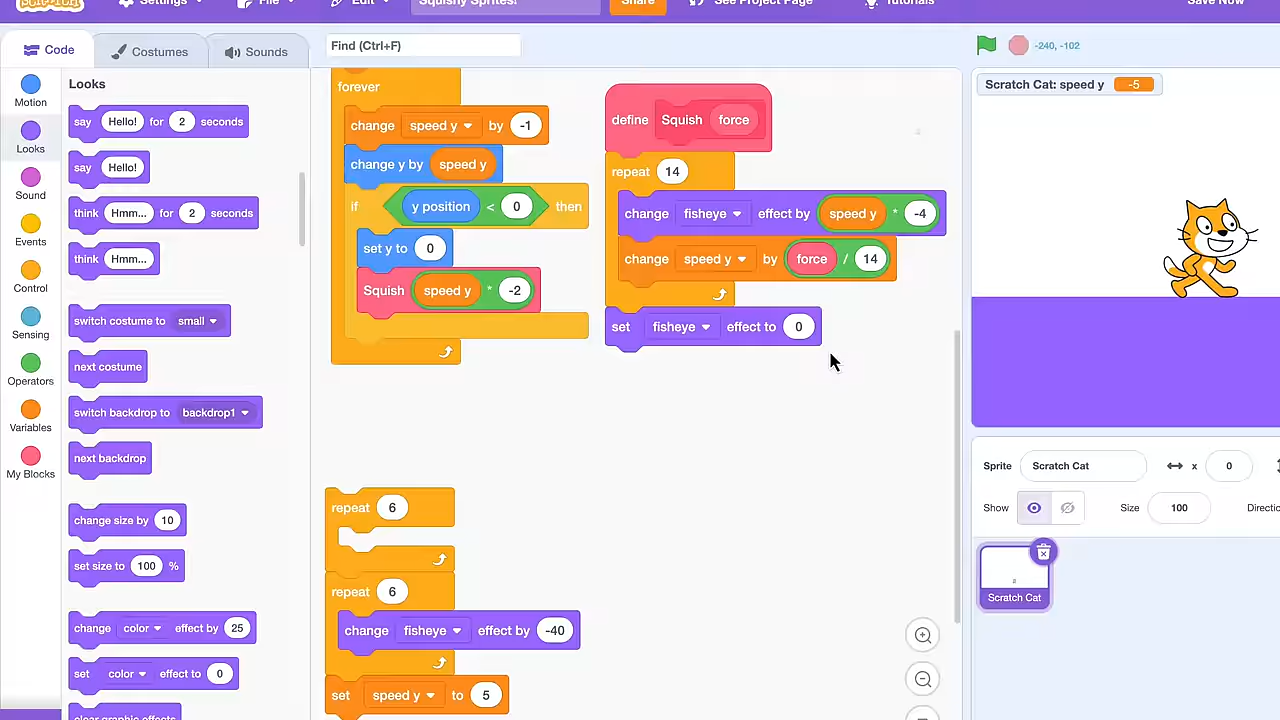 SCRATCH Settings File Edit Squishy Sprites! Share See Project Page Tutorials Save Now
Code Costumes Sounds
Find (Ctrl+F)
-240, -102
Motion
Looks
Sound
Events
Control
Sensing
Operators
Variables
My Blocks
Looks
say Hello! for 2 seconds
say Hello!
think Hmm... for 2 seconds
think Hmm...
switch costume to small
next costume
switch backdrop to backdrop1
next backdrop
change size by 10
set size to 100 %
change color effect by 25
set color effect to 0
clear graphic effects
forever
change speed y by -1
change y by speed y
if y position < 0 then
set y to 0
Squish speed y * -2
define Squish force
repeat 14
change fisheye effect by speed y * -4
change speed y by force / 14
set fisheye effect to 0
repeat 6
repeat 6
change fisheye effect by -40
set speed y to 5
Scratch Cat: speed y -5
Sprite Scratch Cat x 0
Show Size 100 Directio
Scratch Cat